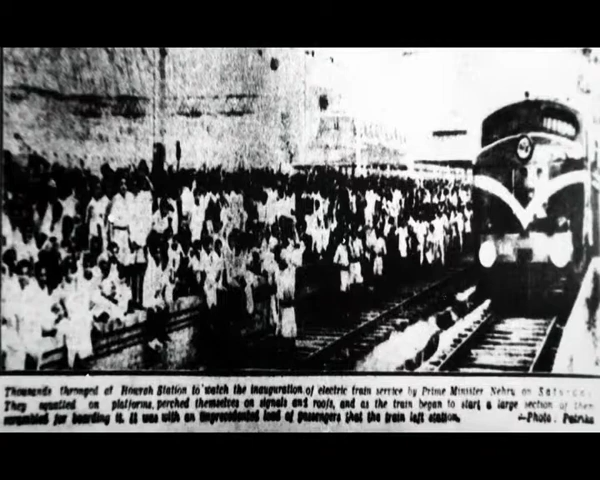 Thousands thronged at Howrah Station to watch the inauguration of electric train service by Prime Minister Nehru on Saturday.
They squatted on platforms, perched themselves on signals and roofs, and as the train began to start a large section of them
scrambled for boarding it. It was with an unprecedented load of passengers that the train left station. —Photo: Patrika